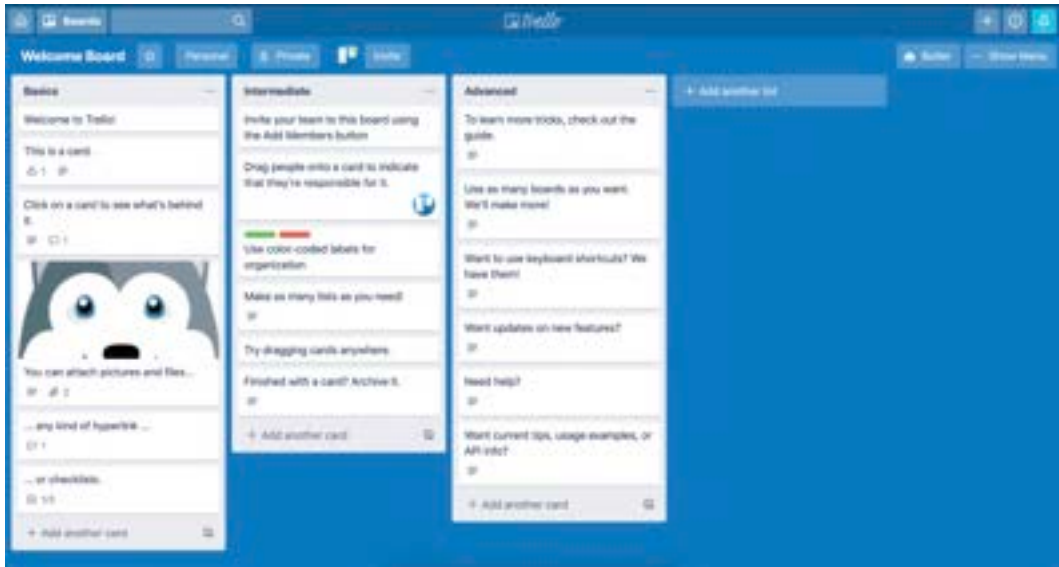 Boards
Trello
Welcome Board
Personal
Private
Invite
Butler
Show Menu
Basics
Welcome to Trello!
This is a card.
1
Click on a card to see what's behind
it.
1
You can attach pictures and files...
2
... any kind of hyperlink ...
1
... or checklists.
+ Add another card
Intermediate
Invite your team to this board using
the Add Members button
Drag people onto a card to indicate
that they're responsible for it.
Use color-coded labels for
organization
Make as many lists as you need!
Try dragging cards anywhere.
Finished with a card? Archive it.
+ Add another card
Advanced
To learn more tricks, check out the
guide.
Use as many boards as you want.
We'll make more!
Want to use keyboard shortcuts? We
have them!
Want updates on new features?
Need help?
Want current tips, usage examples, or
API info?
+ Add another card
+ Add another list